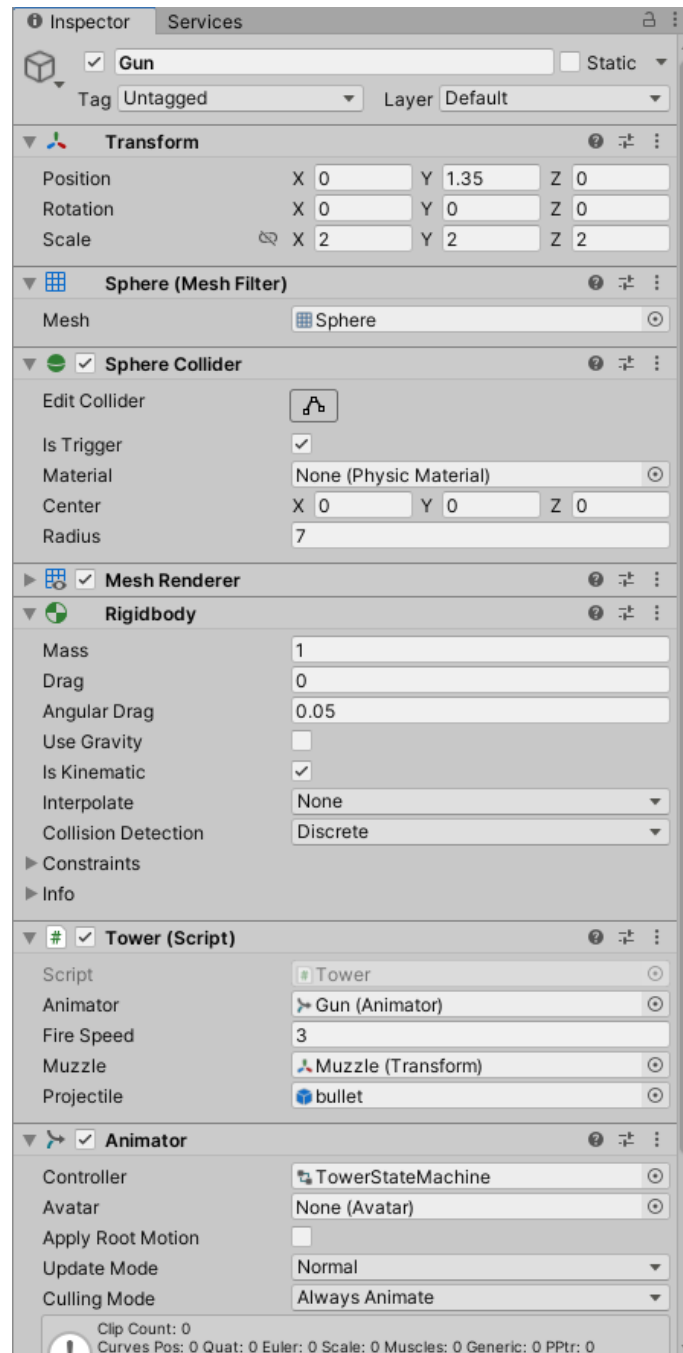 Inspector Services
Gun Static
Tag Untagged Layer Default
Transform
Position X 0 Y 1.35 Z 0
Rotation X 0 Y 0 Z 0
Scale X 2 Y 2 Z 2
Sphere (Mesh Filter)
Mesh Sphere
Sphere Collider
Edit Collider
Is Trigger
Material None (Physic Material)
Center X 0 Y 0 Z 0
Radius 7
Mesh Renderer
Rigidbody
Mass 1
Drag 0
Angular Drag 0.05
Use Gravity
Is Kinematic
Interpolate None
Collision Detection Discrete
Constraints
Info
# Tower (Script)
Script # Tower
Animator Gun (Animator)
Fire Speed 3
Muzzle Muzzle (Transform)
Projectile bullet
Animator
Controller TowerStateMachine
Avatar None (Avatar)
Apply Root Motion
Update Mode Normal
Culling Mode Always Animate
Clip Count: 0
Curves Pos: 0 Quat: 0 Euler: 0 Scale: 0 Muscles: 0 Generic: 0 PPtr: 0